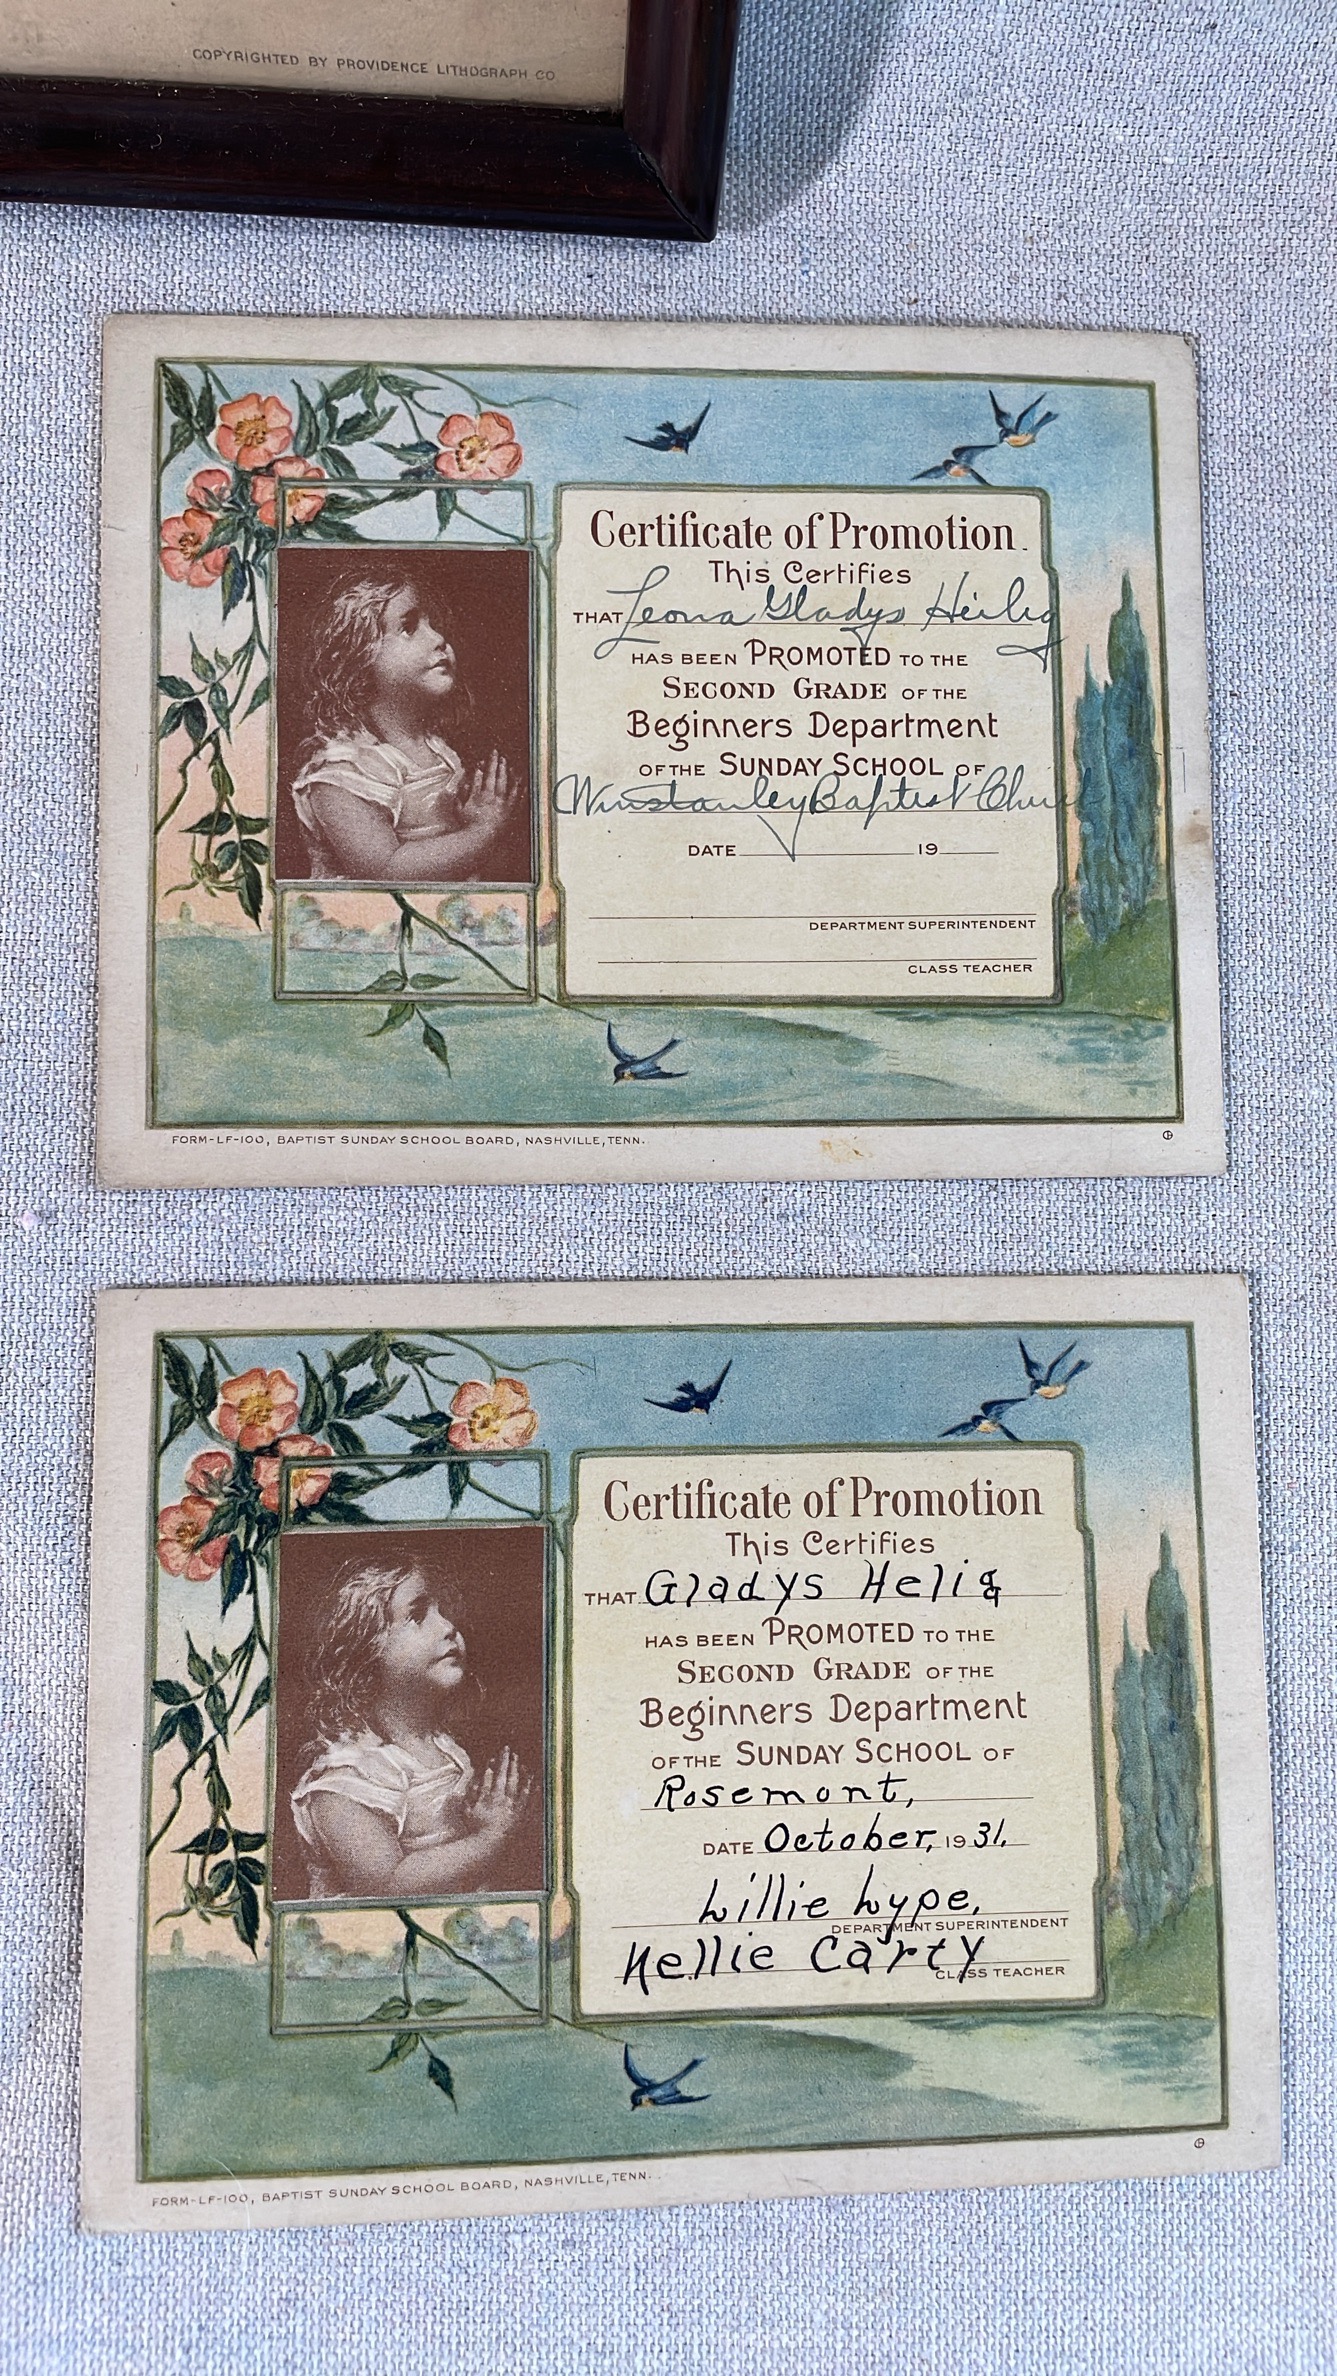 COPYRIGHTED BY PROVIDENCE LITHOGRAPH CO
Certificate of Promotion
This Certifies
THAT Leona Gladys Heilig
HAS BEEN PROMOTED TO THE
SECOND GRADE OF THE
Beginners Department
OF THE SUNDAY SCHOOL OF
Winstanley Baptist Church
DATE 19
DEPARTMENT SUPERINTENDENT
CLASS TEACHER
FORM-LF-100, BAPTIST SUNDAY SCHOOL BOARD, NASHVILLE, TENN.
Certificate of Promotion
This Certifies
THAT Gladys Helig
HAS BEEN PROMOTED TO THE
SECOND GRADE OF THE
Beginners Department
OF THE SUNDAY SCHOOL OF
Rosemont,
DATE October, 1931.
Lillie Lype,
DEPARTMENT SUPERINTENDENT
Nellie Carty
CLASS TEACHER
FORM-LF-100, BAPTIST SUNDAY SCHOOL BOARD, NASHVILLE, TENN.